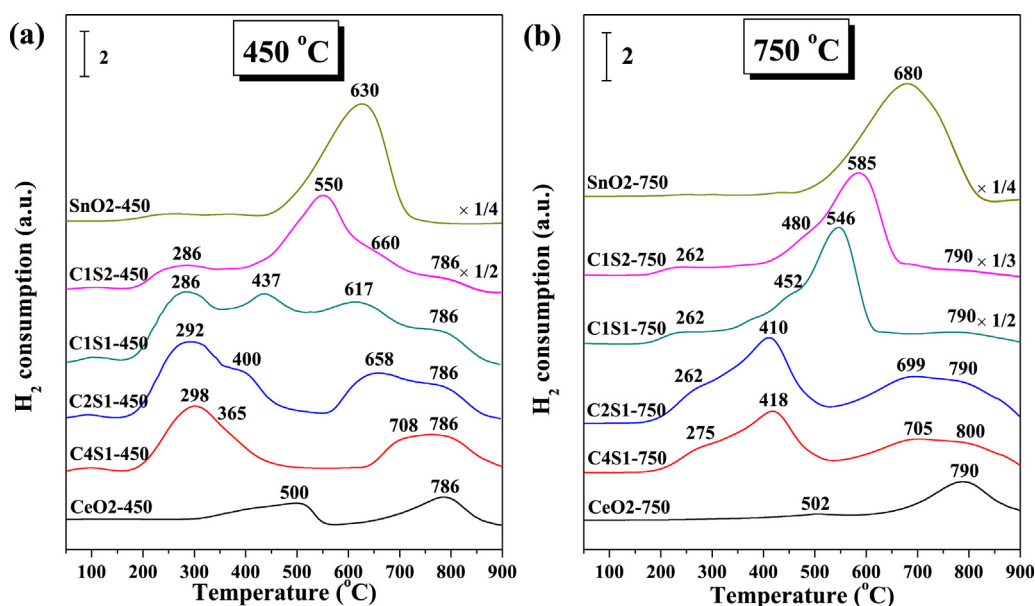 (a)
2
450 °C
630
SnO2-450
× 1/4
550
660
C1S2-450
286
786
× 1/2
C1S1-450
286
437
617
786
C2S1-450
292
400
658
786
C4S1-450
298
365
708
786
CeO2-450
500
786
H2 consumption (a.u.)
100 200 300 400 500 600 700 800 900
Temperature (°C)
(b)
2
750 °C
680
SnO2-750
× 1/4
585
480
C1S2-750
262
790 × 1/3
546
452
C1S1-750
262
790 × 1/2
410
C2S1-750
262
699
790
418
C4S1-750
275
705
800
CeO2-750
502
790
H2 consumption (a.u.)
100 200 300 400 500 600 700 800 900
Temperature (°C)